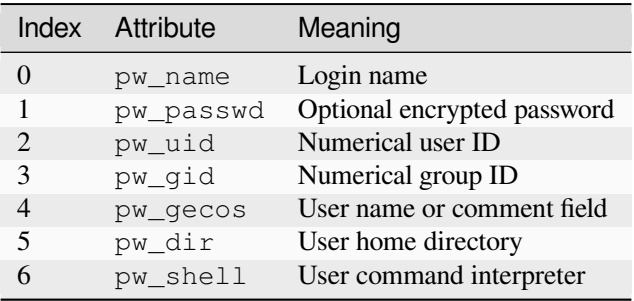 Index Attribute Meaning
0 pw_name Login name
1 pw_passwd Optional encrypted password
2 pw_uid Numerical user ID
3 pw_gid Numerical group ID
4 pw_gecos User name or comment field
5 pw_dir User home directory
6 pw_shell User command interpreter